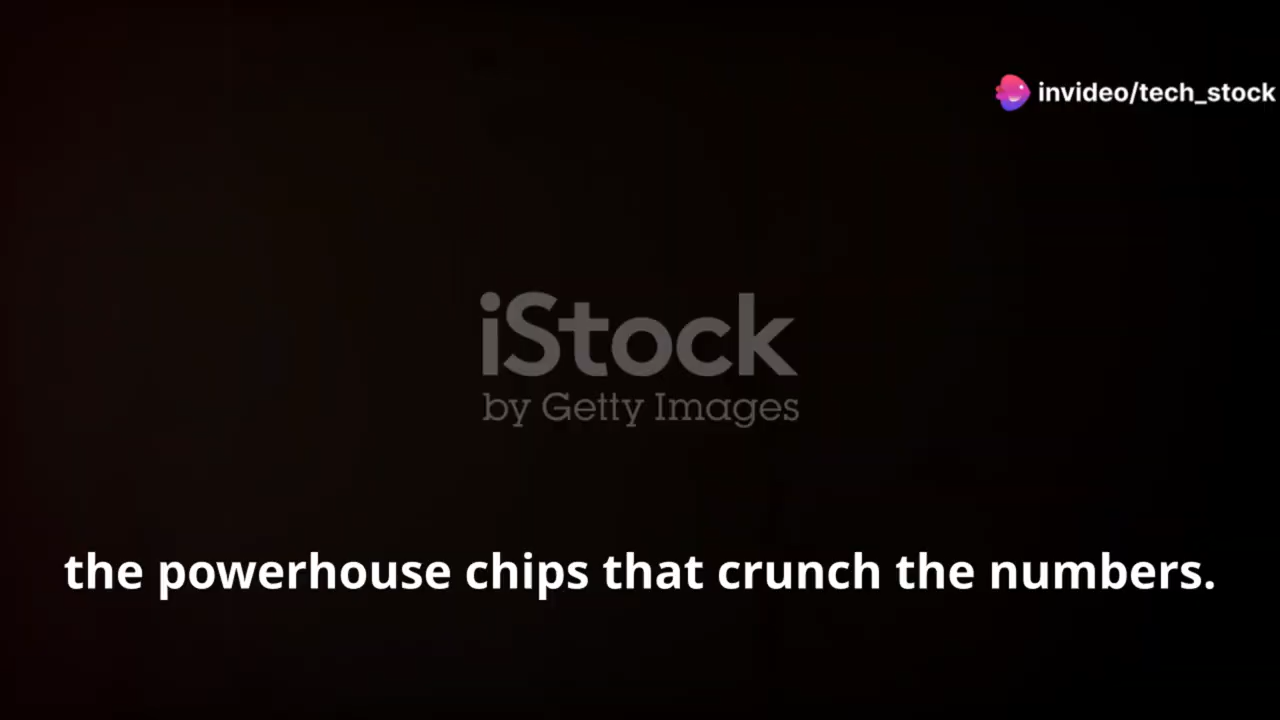 invideo/tech_stock
iStock
by Getty Images
the powerhouse chips that crunch the numbers.